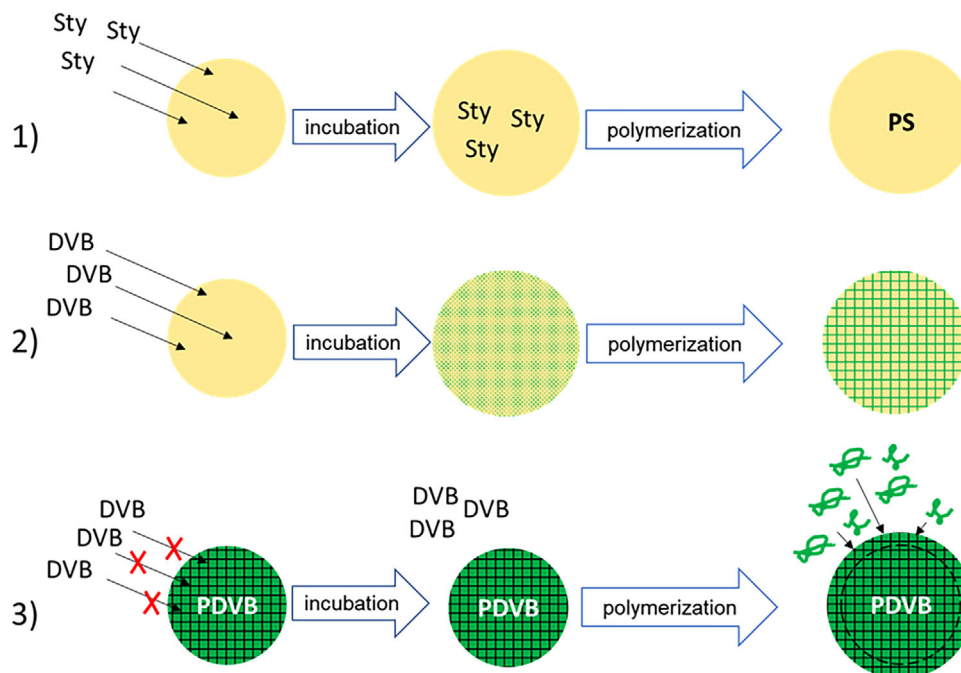 Sty Sty
Sty
1)
incubation
Sty Sty
Sty
polymerization
PS
DVB
DVB
DVB
2)
incubation
polymerization
DVB
DVB
DVB
3)
PDVB
incubation
DVB
DVB
DVB
PDVB
polymerization
PDVB